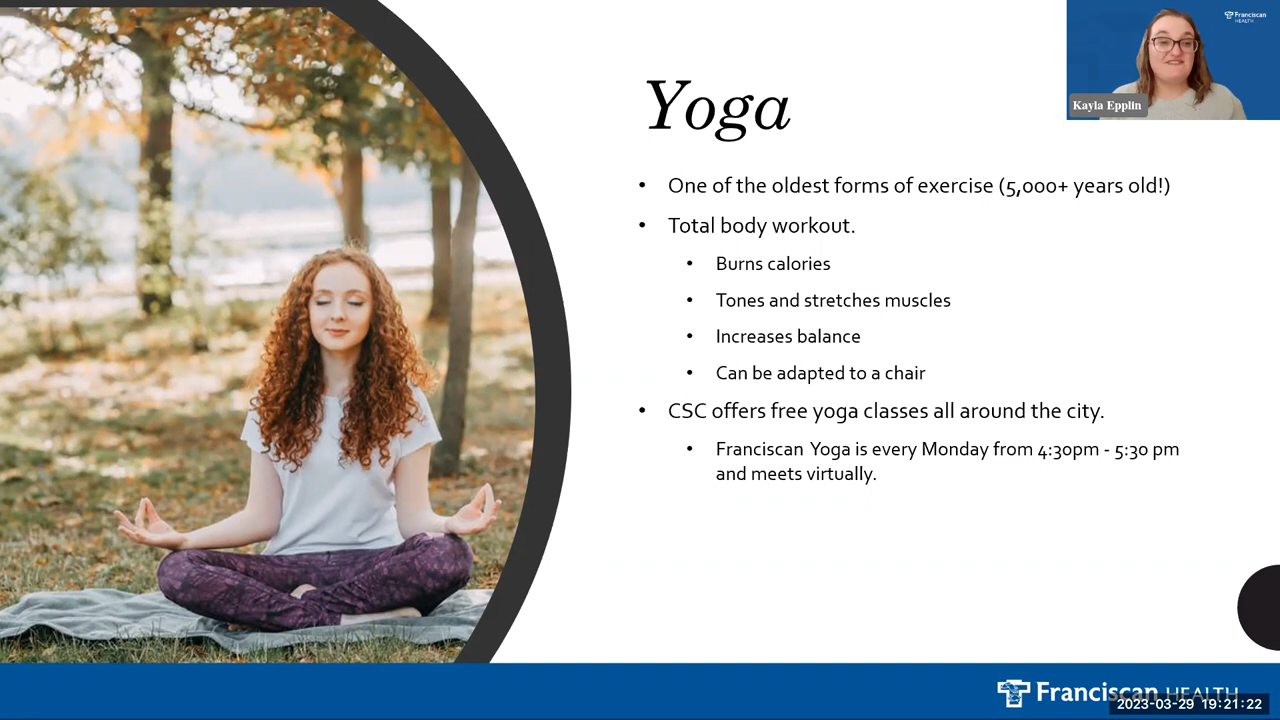 Franciscan
HEALTH
Kayla Epplin
Yoga
• One of the oldest forms of exercise (5,000+ years old!)
• Total body workout.
• Burns calories
• Tones and stretches muscles
• Increases balance
• Can be adapted to a chair
• CSC offers free yoga classes all around the city.
• Franciscan Yoga is every Monday from 4:30pm - 5:30 pm
and meets virtually.
Franciscan HEALTH
2023-03-29 19:21:22